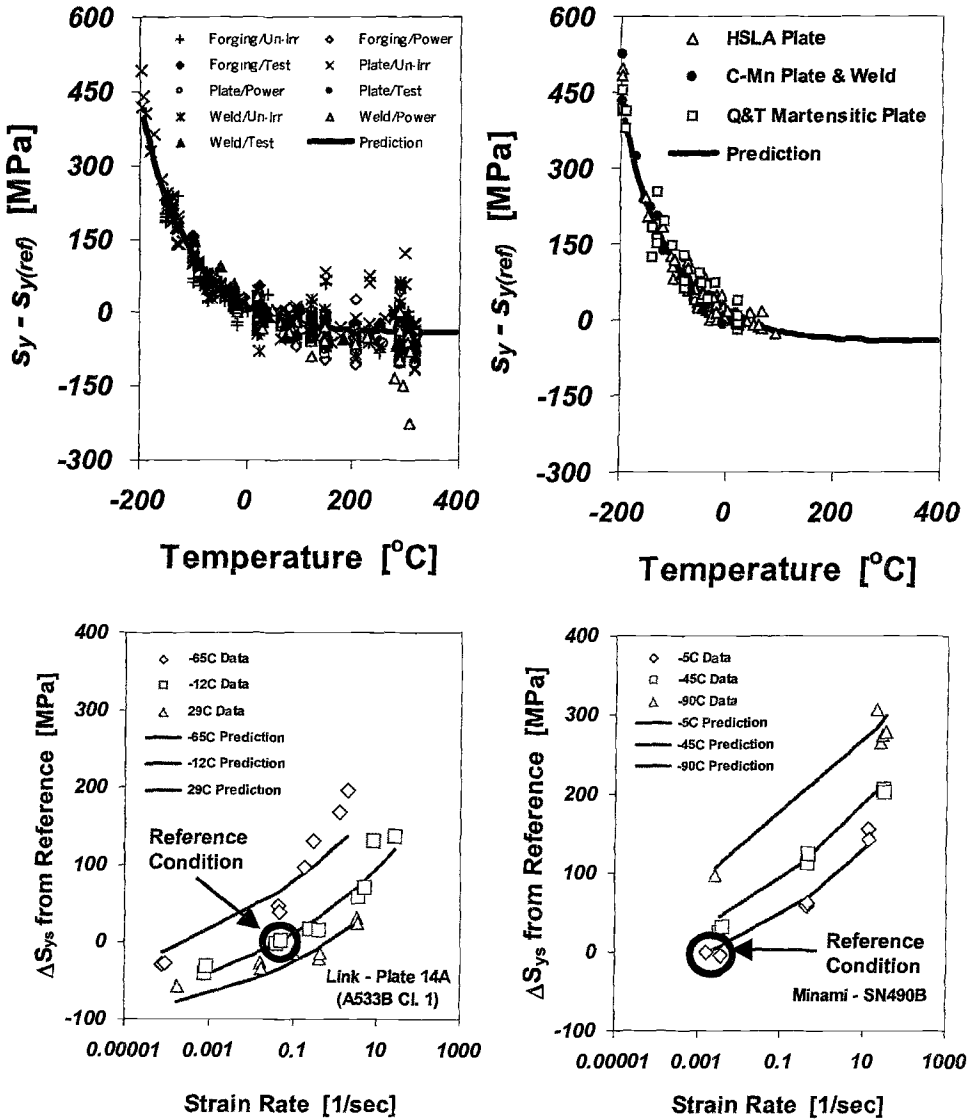 600
450
300
150
0
-150
-300
sy - sy(ref) [MPa]
Forging/Un-Irr
Forging/Power
Forging/Test
Plate/Un-Irr
Plate/Power
Plate/Test
Weld/Un-Irr
Weld/Power
Weld/Test
Prediction
-200 0 200 400
Temperature [°C]
600
450
300
150
0
-150
-300
sy - sy(ref) [MPa]
HSLA Plate
C-Mn Plate & Weld
Q&T Martensitic Plate
Prediction
-200 0 200 400
Temperature [°C]
400
300
200
100
0
-100
ΔSys from Reference [MPa]
-65C Data
-12C Data
29C Data
-65C Prediction
-12C Prediction
29C Prediction
Reference
Condition
Link - Plate 14A
(A533B Cl. 1)
0.00001 0.001 0.1 10 1000
Strain Rate [1/sec]
400
300
200
100
0
-100
ΔSys from Reference [MPa]
-5C Data
-45C Data
-90C Data
-5C Prediction
-45C Prediction
-90C Prediction
Reference
Condition
Minami - SN490B
0.00001 0.001 0.1 10 1000
Strain Rate [1/sec]